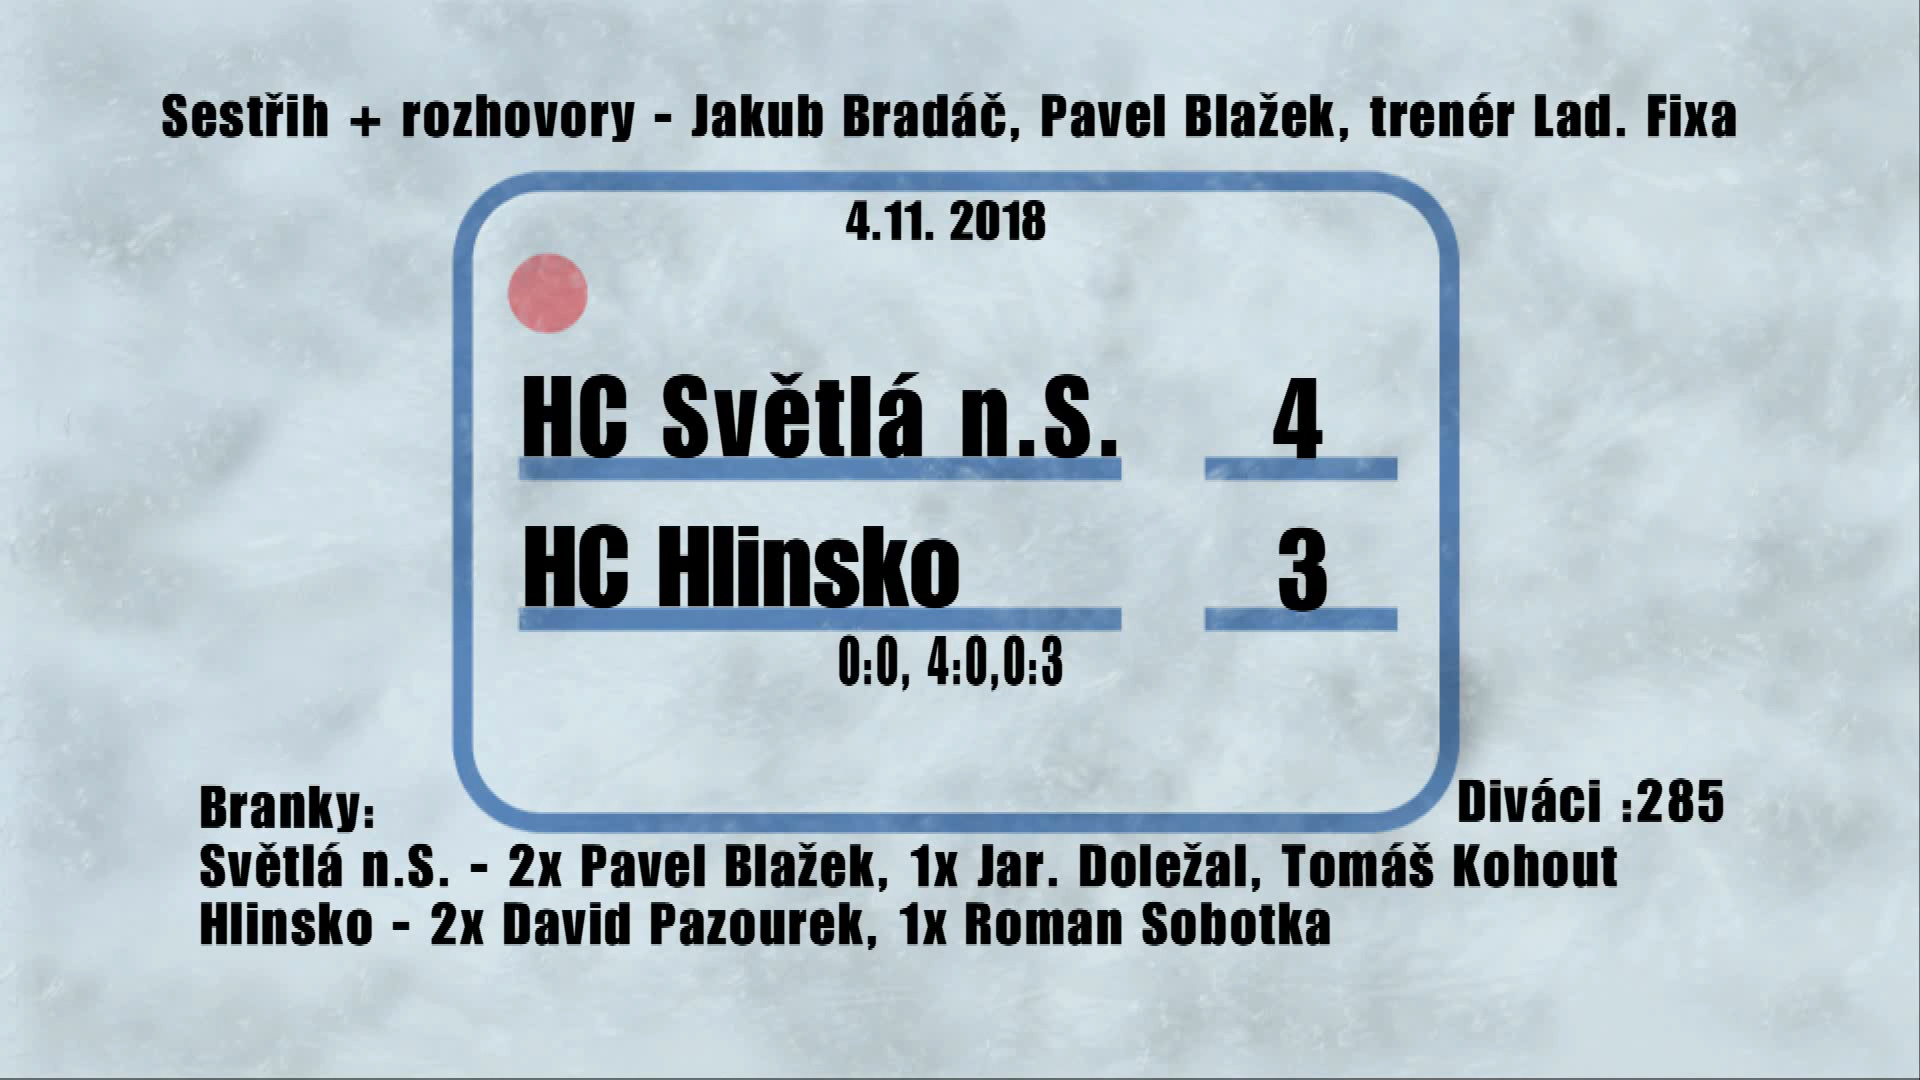 Sestřih + rozhovory - Jakub Bradáč, Pavel Blažek, trenér Lad. Fixa
4.11. 2018
HC Světlá n.S. 4
HC Hlinsko 3
0:0, 4:0,0:3
Diváci :285
Branky:
Světlá n.S. - 2x Pavel Blažek, 1x Jar. Doležal, Tomáš Kohout
Hlinsko - 2x David Pazourek, 1x Roman Sobotka